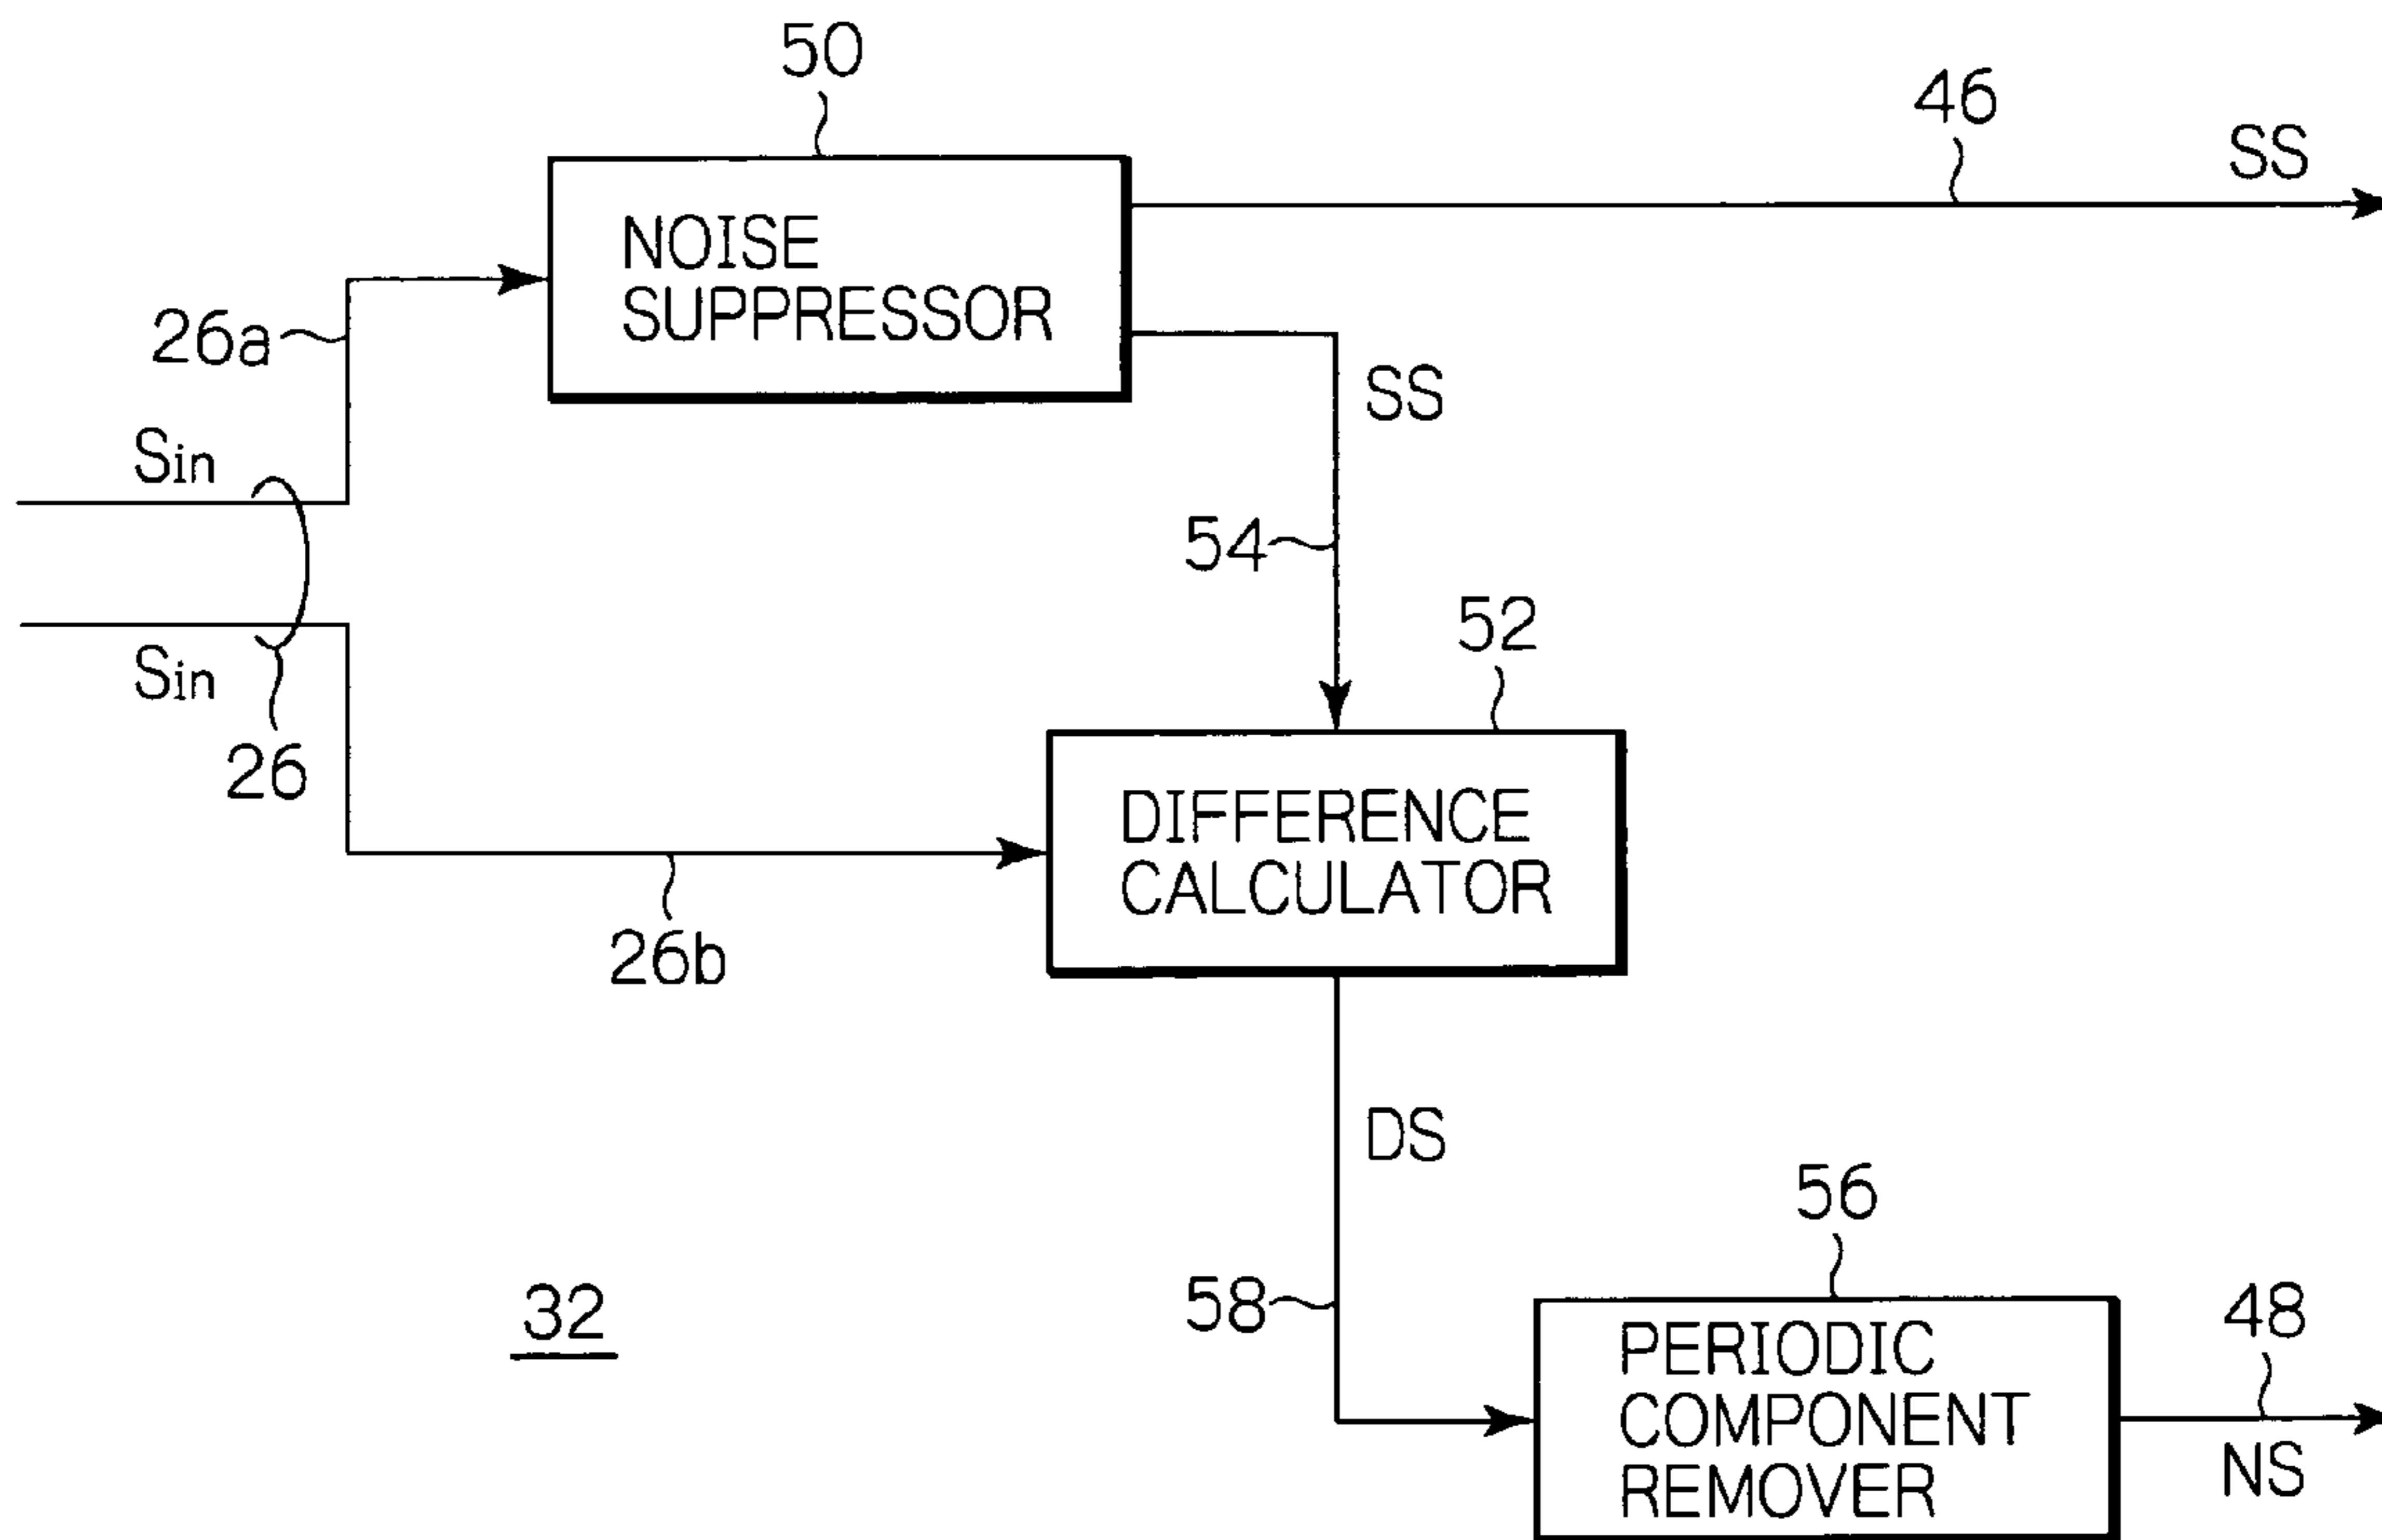 50
46
SS
NOISE
SUPPRESSOR
26a
SS
Sin
54
52
Sin
26
DIFFERENCE
CALCULATOR
26b
DS
56
58
32
48
PERIODIC
COMPONENT
REMOVER
NS